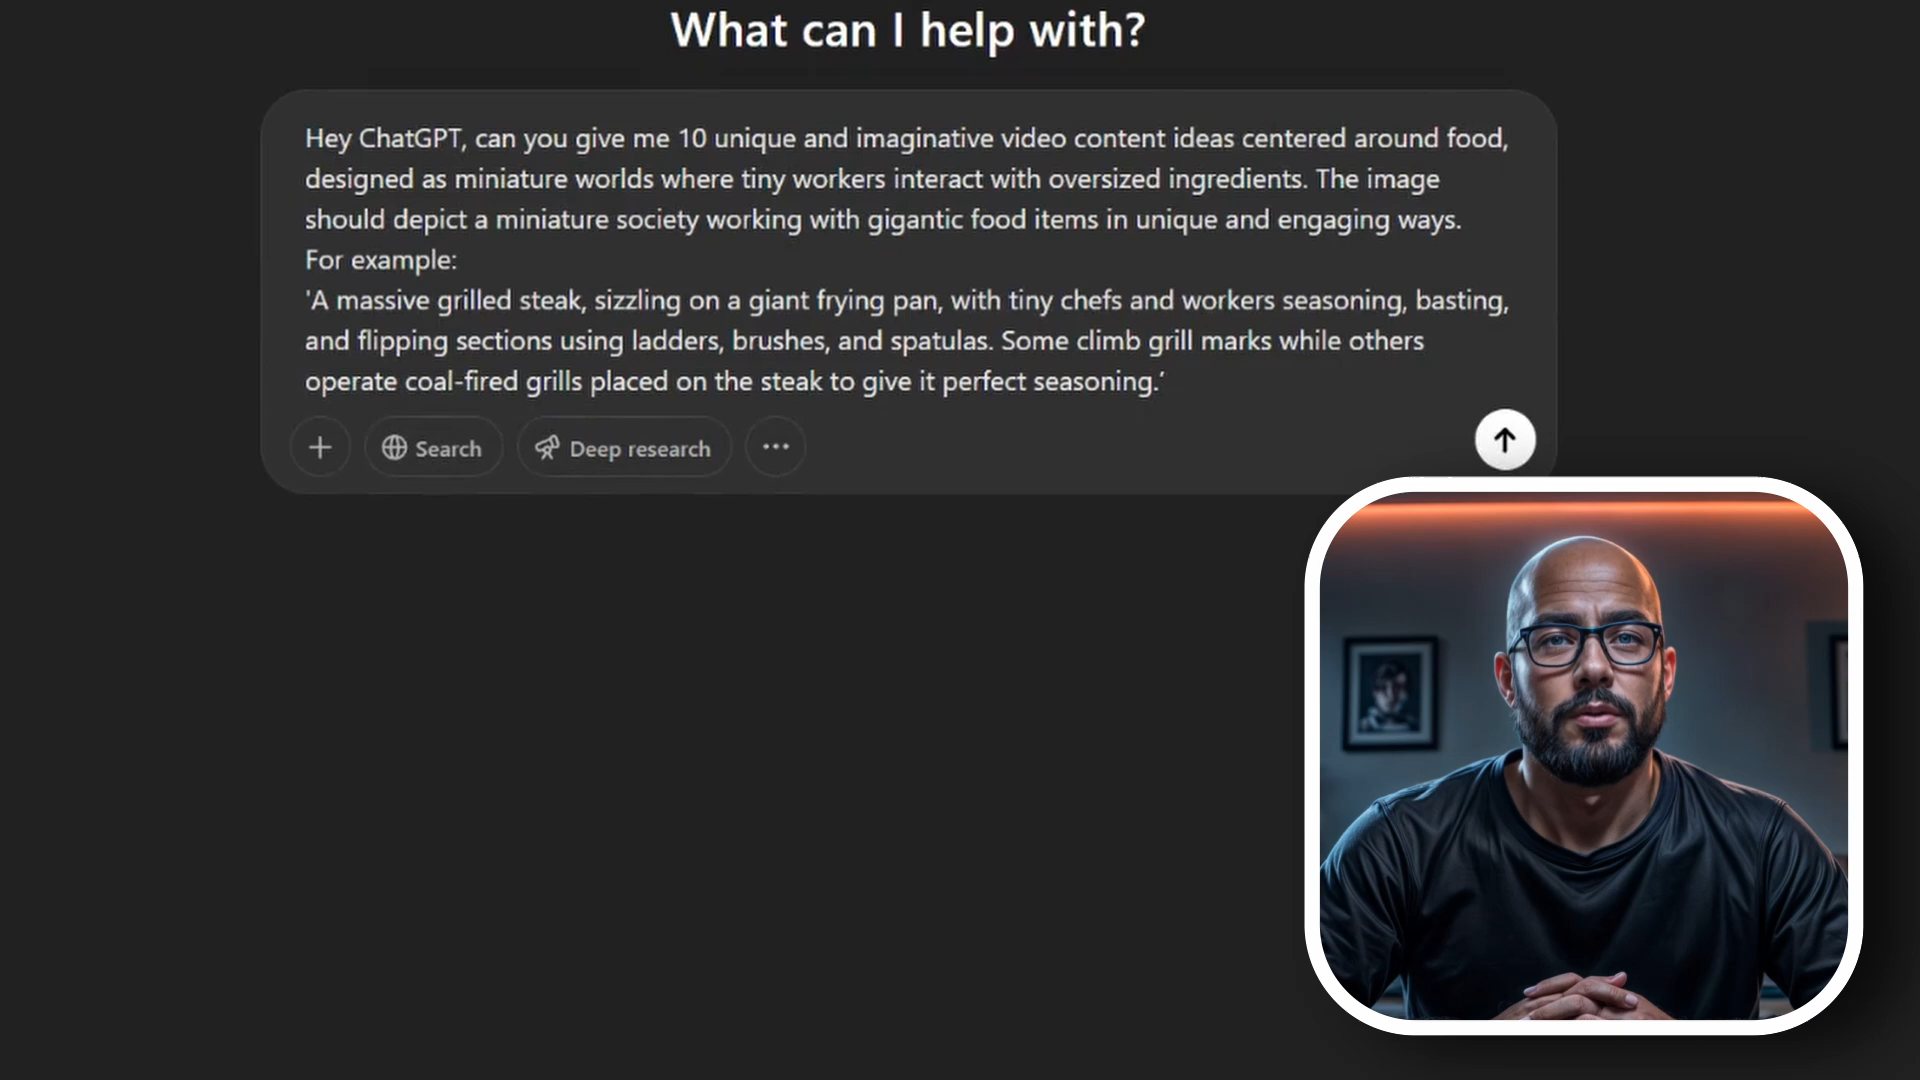 What can I help with?
Hey ChatGPT, can you give me 10 unique and imaginative video content ideas centered around food,
designed as miniature worlds where tiny workers interact with oversized ingredients. The image
should depict a miniature society working with gigantic food items in unique and engaging ways.
For example:
'A massive grilled steak, sizzling on a giant frying pan, with tiny chefs and workers seasoning, basting,
and flipping sections using ladders, brushes, and spatulas. Some climb grill marks while others
operate coal-fired grills placed on the steak to give it perfect seasoning.’
Search
Deep research